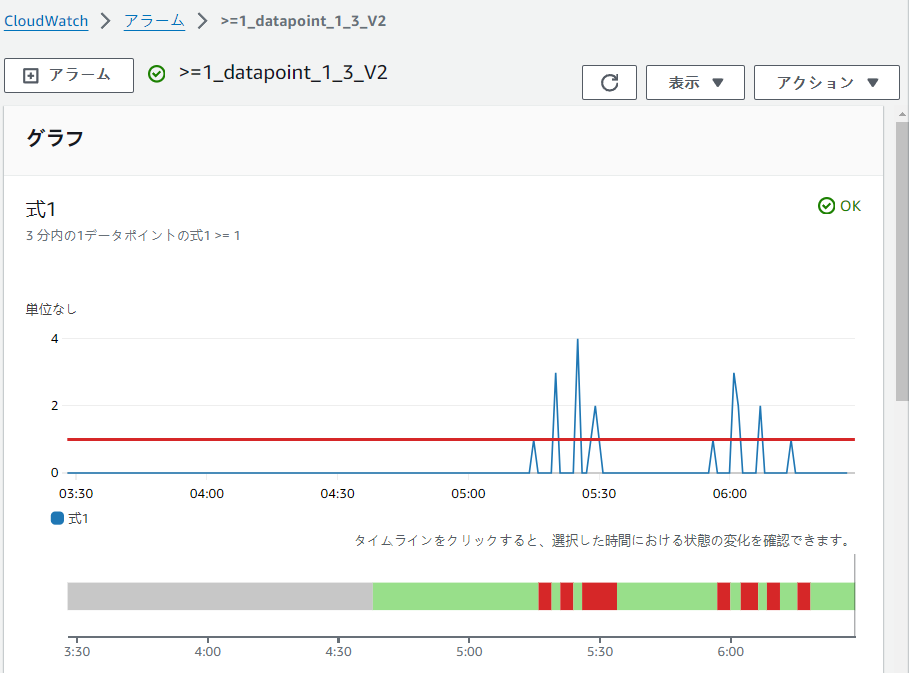 CloudWatch > アラーム > >=1_datapoint_1_3_V2
アラーム >=1_datapoint_1_3_V2 表示 アクション
グラフ
式1 OK
3 分内の1データポイントの式1 >= 1
単位なし
4
2
0
03:30 04:00 04:30 05:00 05:30 06:00
式1
タイムラインをクリックすると、選択した時間における状態の変化を確認できます。
3:30 4:00 4:30 5:00 5:30 6:00